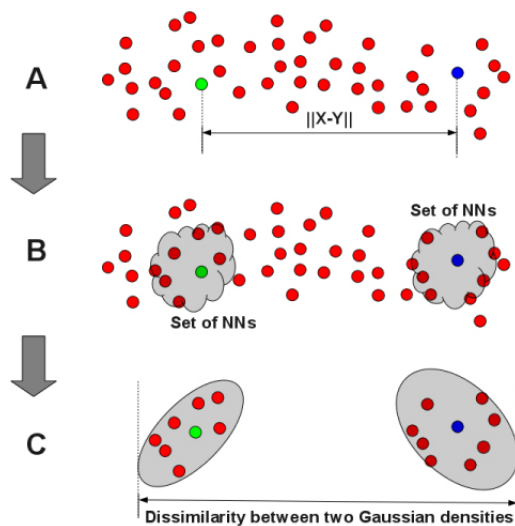 A
||X-Y||
Set of NNs
B
Set of NNs
C
Dissimilarity between two Gaussian densities